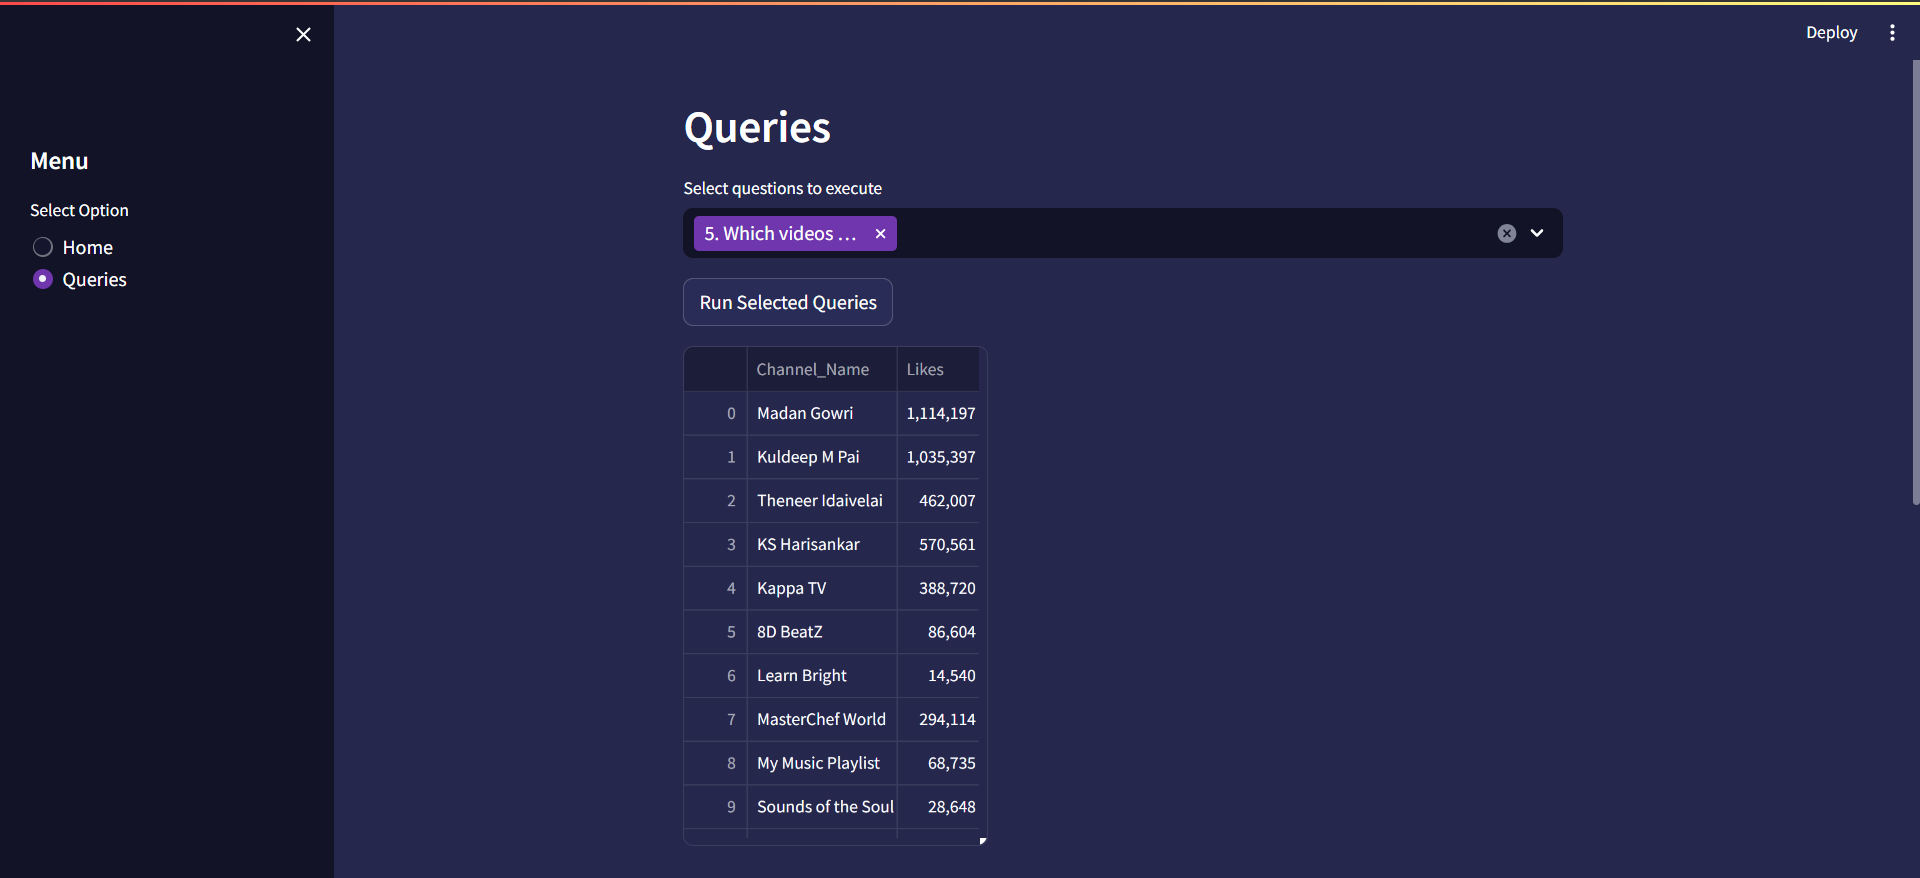 Deploy
Menu
Select Option
Home
Queries
Queries
Select questions to execute
5. Which videos ...
Run Selected Queries
Channel_Name Likes
0 Madan Gowri 1,114,197
1 Kuldeep M Pai 1,035,397
2 Theneer Idaivelai 462,007
3 KS Harisankar 570,561
4 Kappa TV 388,720
5 8D BeatZ 86,604
6 Learn Bright 14,540
7 MasterChef World 294,114
8 My Music Playlist 68,735
9 Sounds of the Soul 28,648